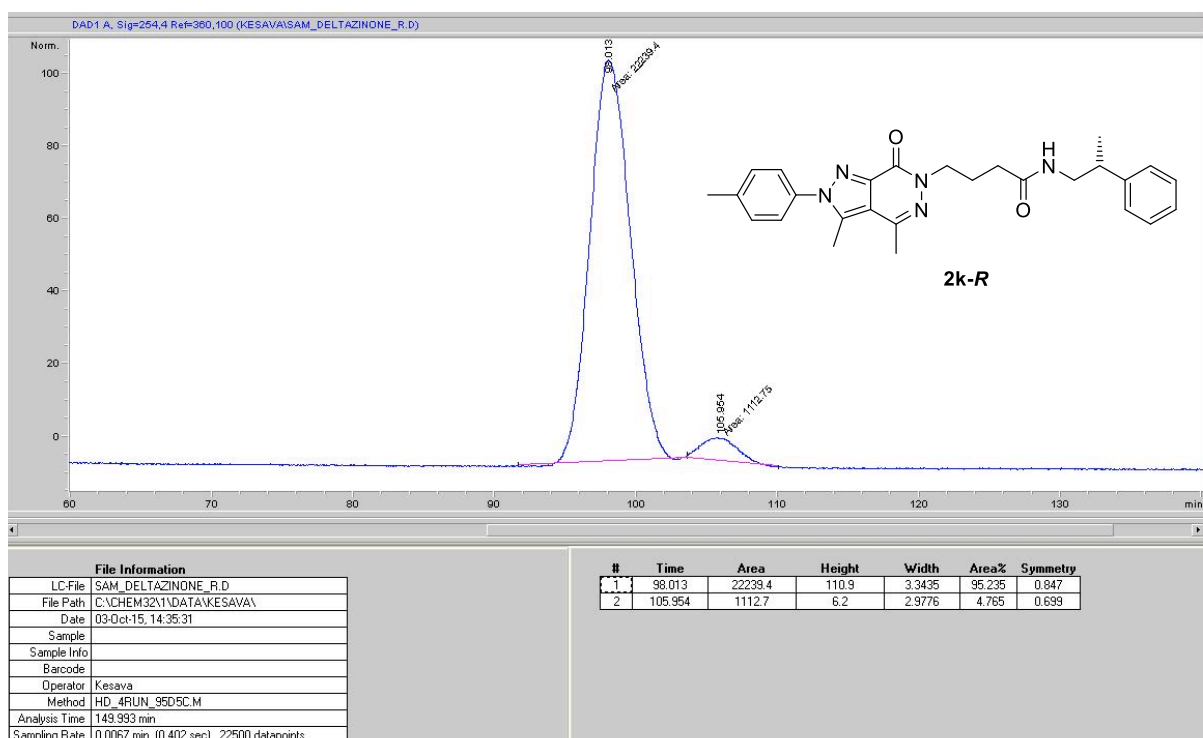 DAD1 A, Sig=254,4 Ref=360,100 (KESAVA\SAM_DELTAZINONE_R.D)
Norm.
100
80
60
40
20
0
98.013
Area: 22239.4
105.954
Area: 1112.75
O
N
N
N
N
N
H
N
O
2k-R
60 70 80 90 100 110 120 130 min
File Information
LC-File SAM_DELTAZINONE_R.D
File Path C:\CHEM32\1\DATA\KESAVA\
Date 03-Oct-15, 14:35:31
Sample
Sample Info
Barcode
Operator Kesava
Method HD_4RUN_95D5C.M
Analysis Time 149.993 min
Sampling Rate 0.0067 min (0.402 sec), 22500 datapoints
# Time Area Height Width Area% Symmetry
1 98.013 22239.4 110.9 3.3435 95.235 0.847
2 105.954 1112.7 6.2 2.9776 4.765 0.699